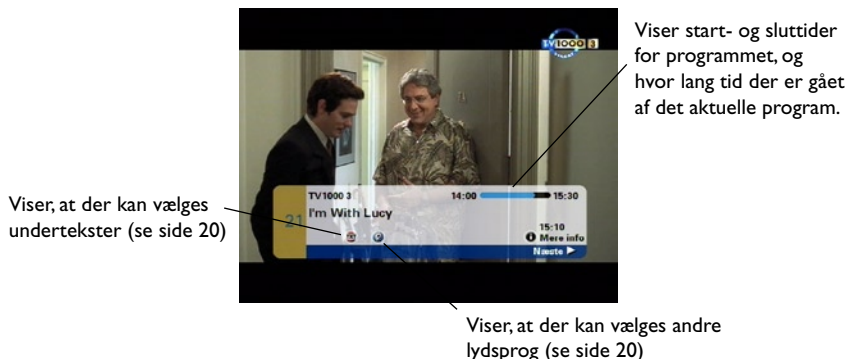 Viser start- og sluttider
for programmet, og
hvor lang tid der er gået
af det aktuelle program.
TV1000 3
TV1000 3 14:00 15:30
21 I'm With Lucy
15:10
Mere info
Næste
Viser, at der kan vælges
undertekster (se side 20)
Viser, at der kan vælges andre
lydsprog (se side 20)